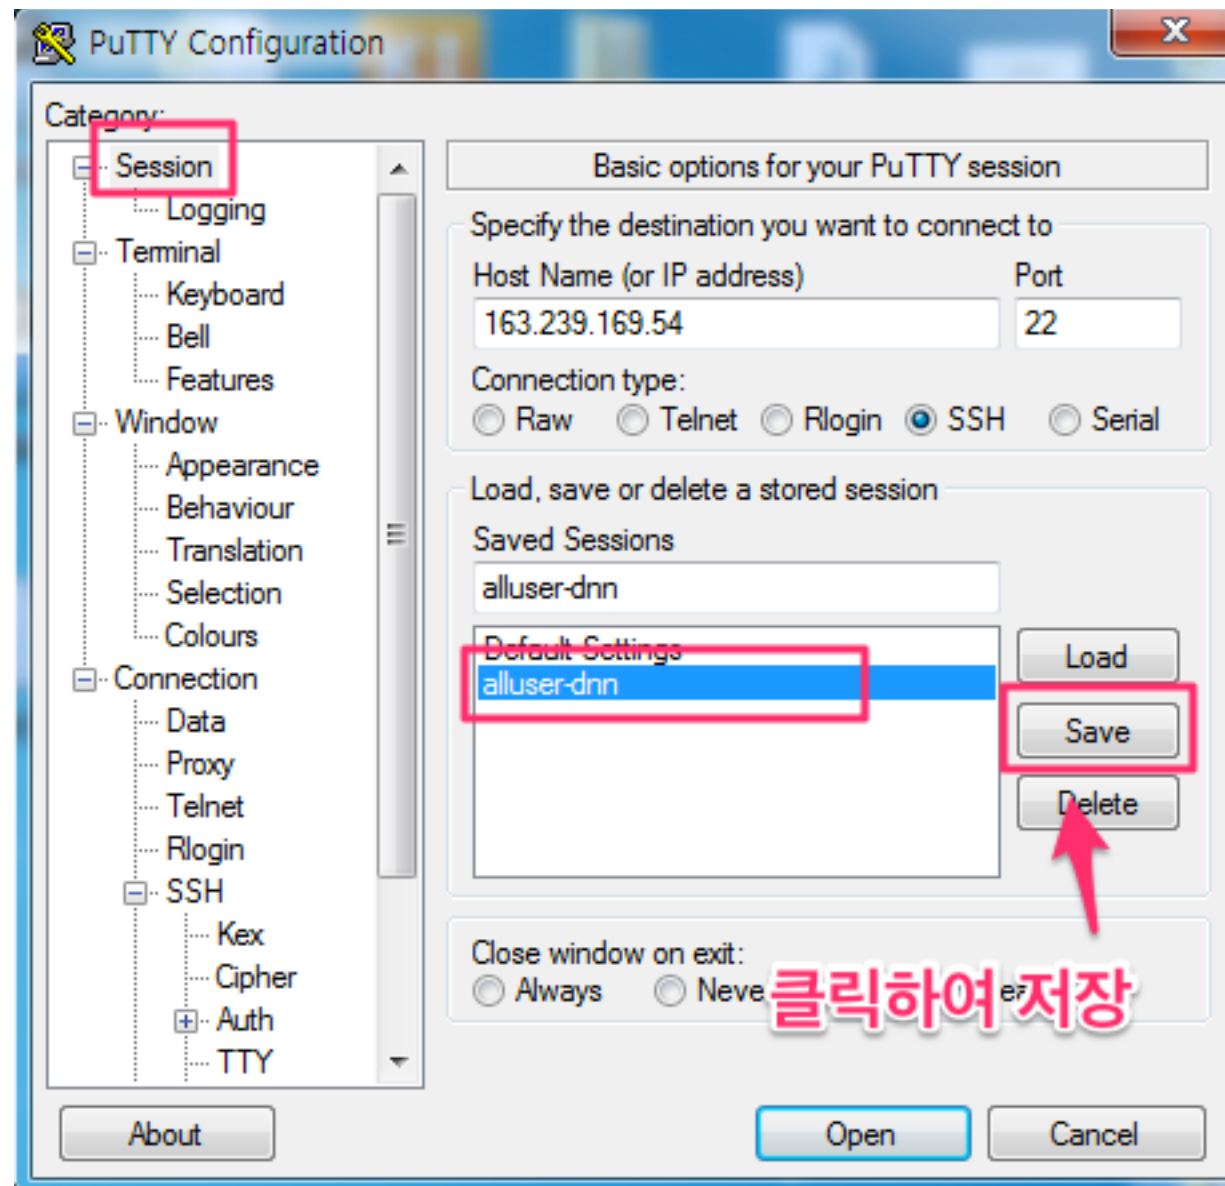 PuTTY Configuration
Category:
Session
Logging
Terminal
Keyboard
Bell
Features
Window
Appearance
Behaviour
Translation
Selection
Colours
Connection
Data
Proxy
Telnet
Rlogin
SSH
Kex
Cipher
Auth
TTY
Basic options for your PuTTY session
Specify the destination you want to connect to
Host Name (or IP address) Port
163.239.169.54 22
Connection type:
Raw Telnet Rlogin SSH Serial
Load, save or delete a stored session
Saved Sessions
alluser-dnn
Default Settings
alluser-dnn
Load
Save
Delete
Close window on exit:
Always
클릭하여 저장
About Open Cancel